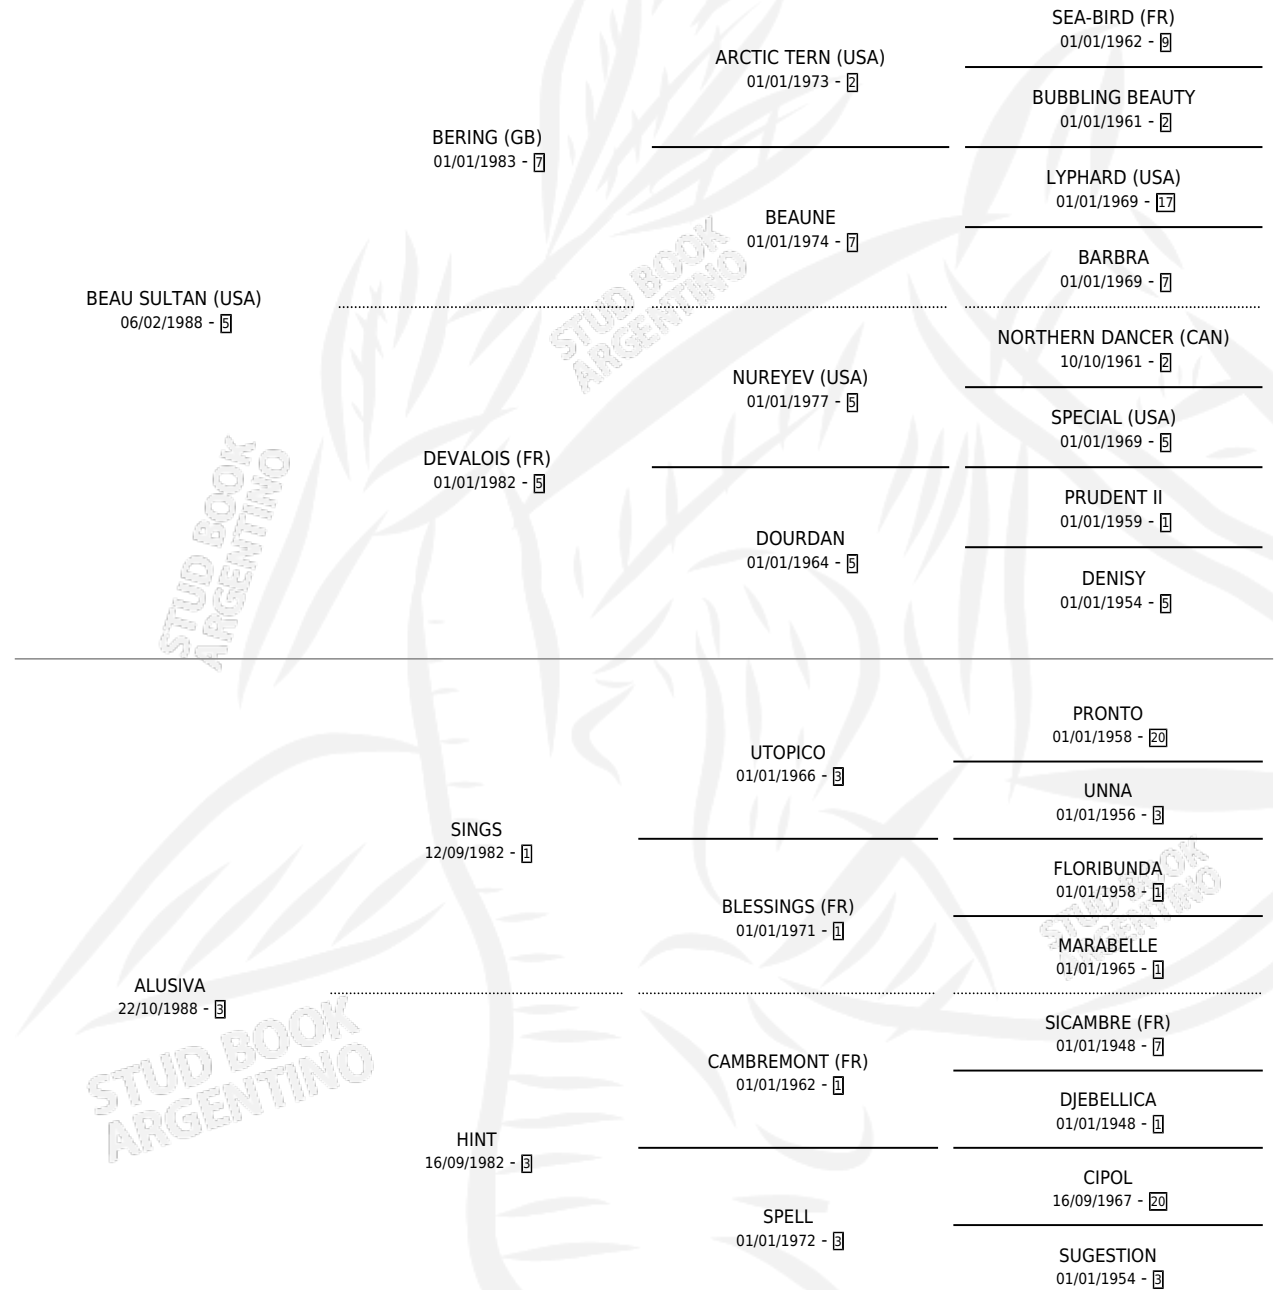 SEA-BIRD (FR)
01/01/1962 - 9
ARCTIC TERN (USA)
01/01/1973 - 2
BUBBLING BEAUTY
01/01/1961 - 2
BERING (GB)
01/01/1983 - 7
LYPHARD (USA)
01/01/1969 - 17
BEAUNE
01/01/1974 - 7
BARBRA
01/01/1969 - 7
BEAU SULTAN (USA)
06/02/1988 - 5
NORTHERN DANCER (CAN)
10/10/1961 - 2
NUREYEV (USA)
01/01/1977 - 5
SPECIAL (USA)
01/01/1969 - 5
DEVALOIS (FR)
01/01/1982 - 5
PRUDENT II
01/01/1959 - 1
DOURDAN
01/01/1964 - 5
DENISY
01/01/1954 - 5
PRONTO
01/01/1958 - 20
UTOPICO
01/01/1966 - 3
UNNA
01/01/1956 - 3
SINGS
12/09/1982 - 1
FLORIBUNDA
01/01/1958 - 1
BLESSINGS (FR)
01/01/1971 - 1
MARABELLE
01/01/1965 - 1
ALUSIVA
22/10/1988 - 3
SICAMBRE (FR)
01/01/1948 - 7
CAMBREMONT (FR)
01/01/1962 - 1
DJEBELLICA
01/01/1948 - 1
HINT
16/09/1982 - 3
CIPOL
16/09/1967 - 20
SPELL
01/01/1972 - 3
SUGESTION
01/01/1954 - 3
STUD BOOK
ARGENTINO
STUD BOOK
ARGENTINO
STUD BOOK
ARGENTINO
STUD BOOK
ARGENTINO